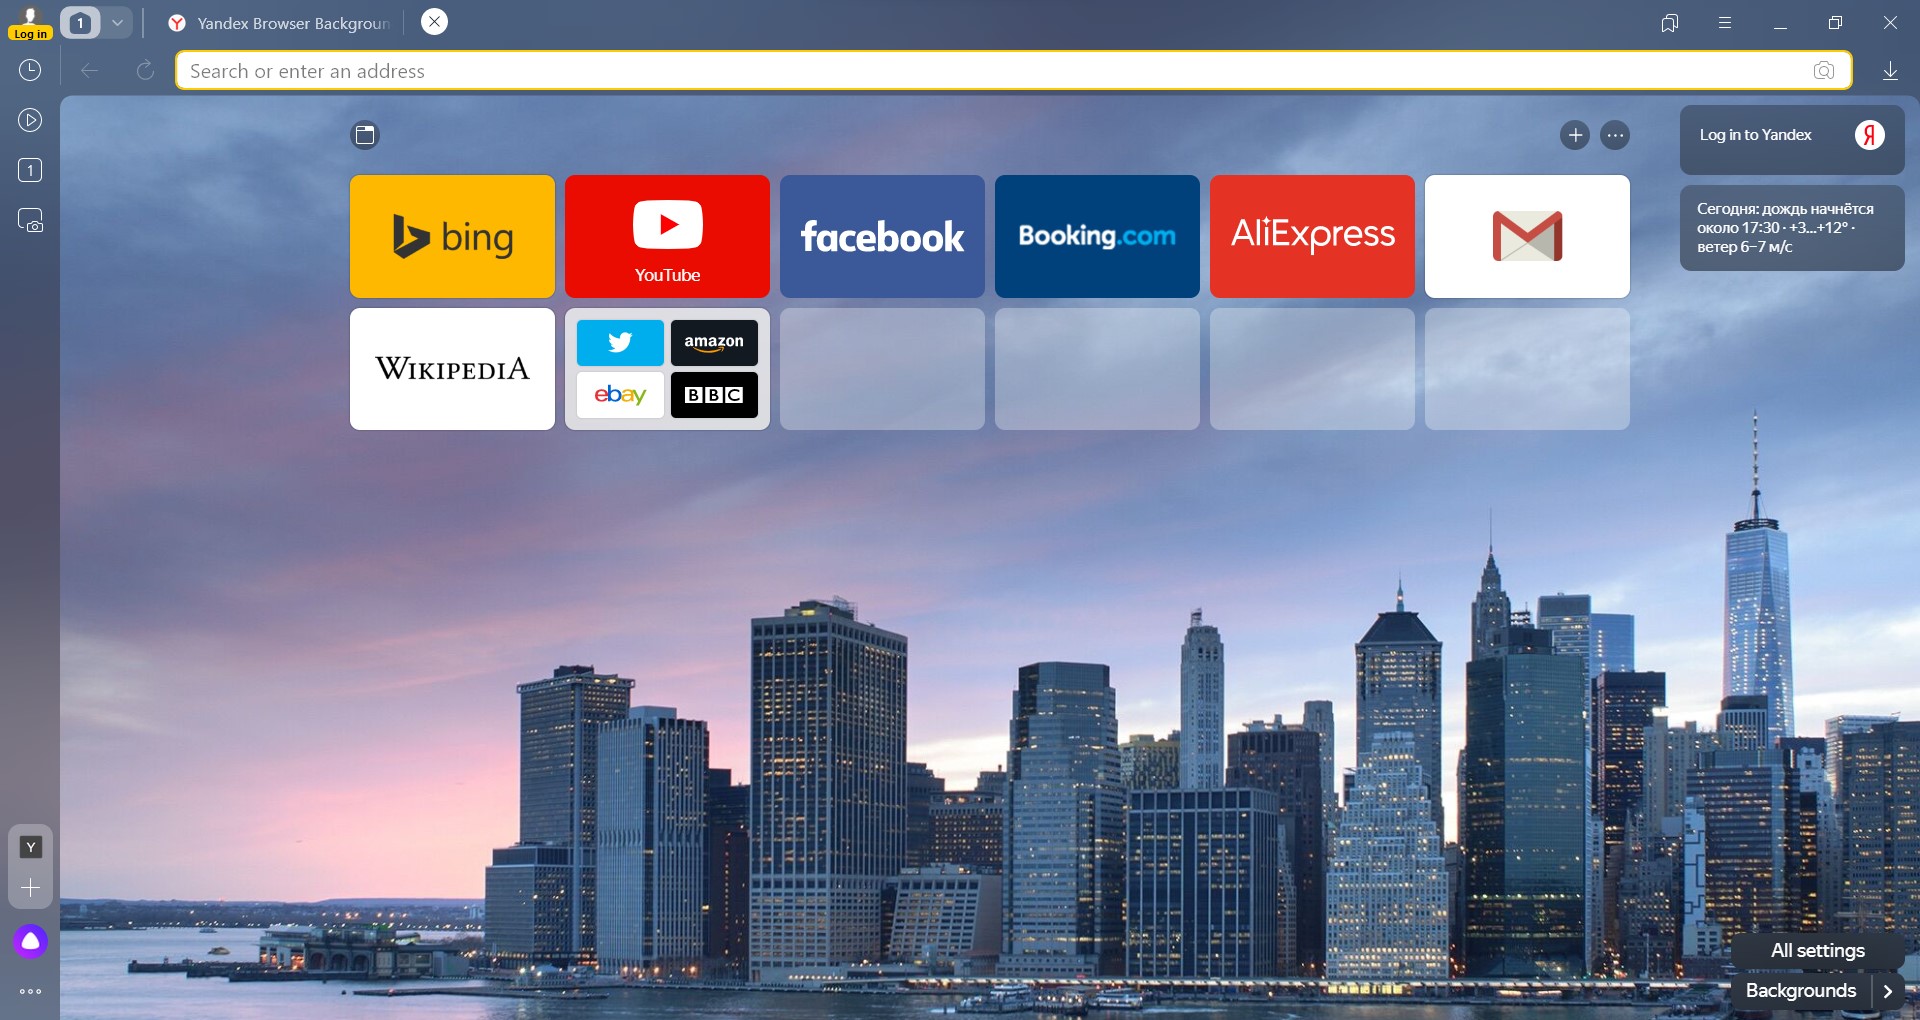 Log in
1
Yandex Browser Backgroun
Search or enter an address
1
Log in to Yandex
Я
Сегодня: дождь начнётся
около 17:30 · +3...+12° ·
ветер 6–7 м/с
bing
YouTube
facebook
Booking.com
AliExpress
WIKIPEDIA
amazon
ebay
BBC
Y
All settings
Backgrounds